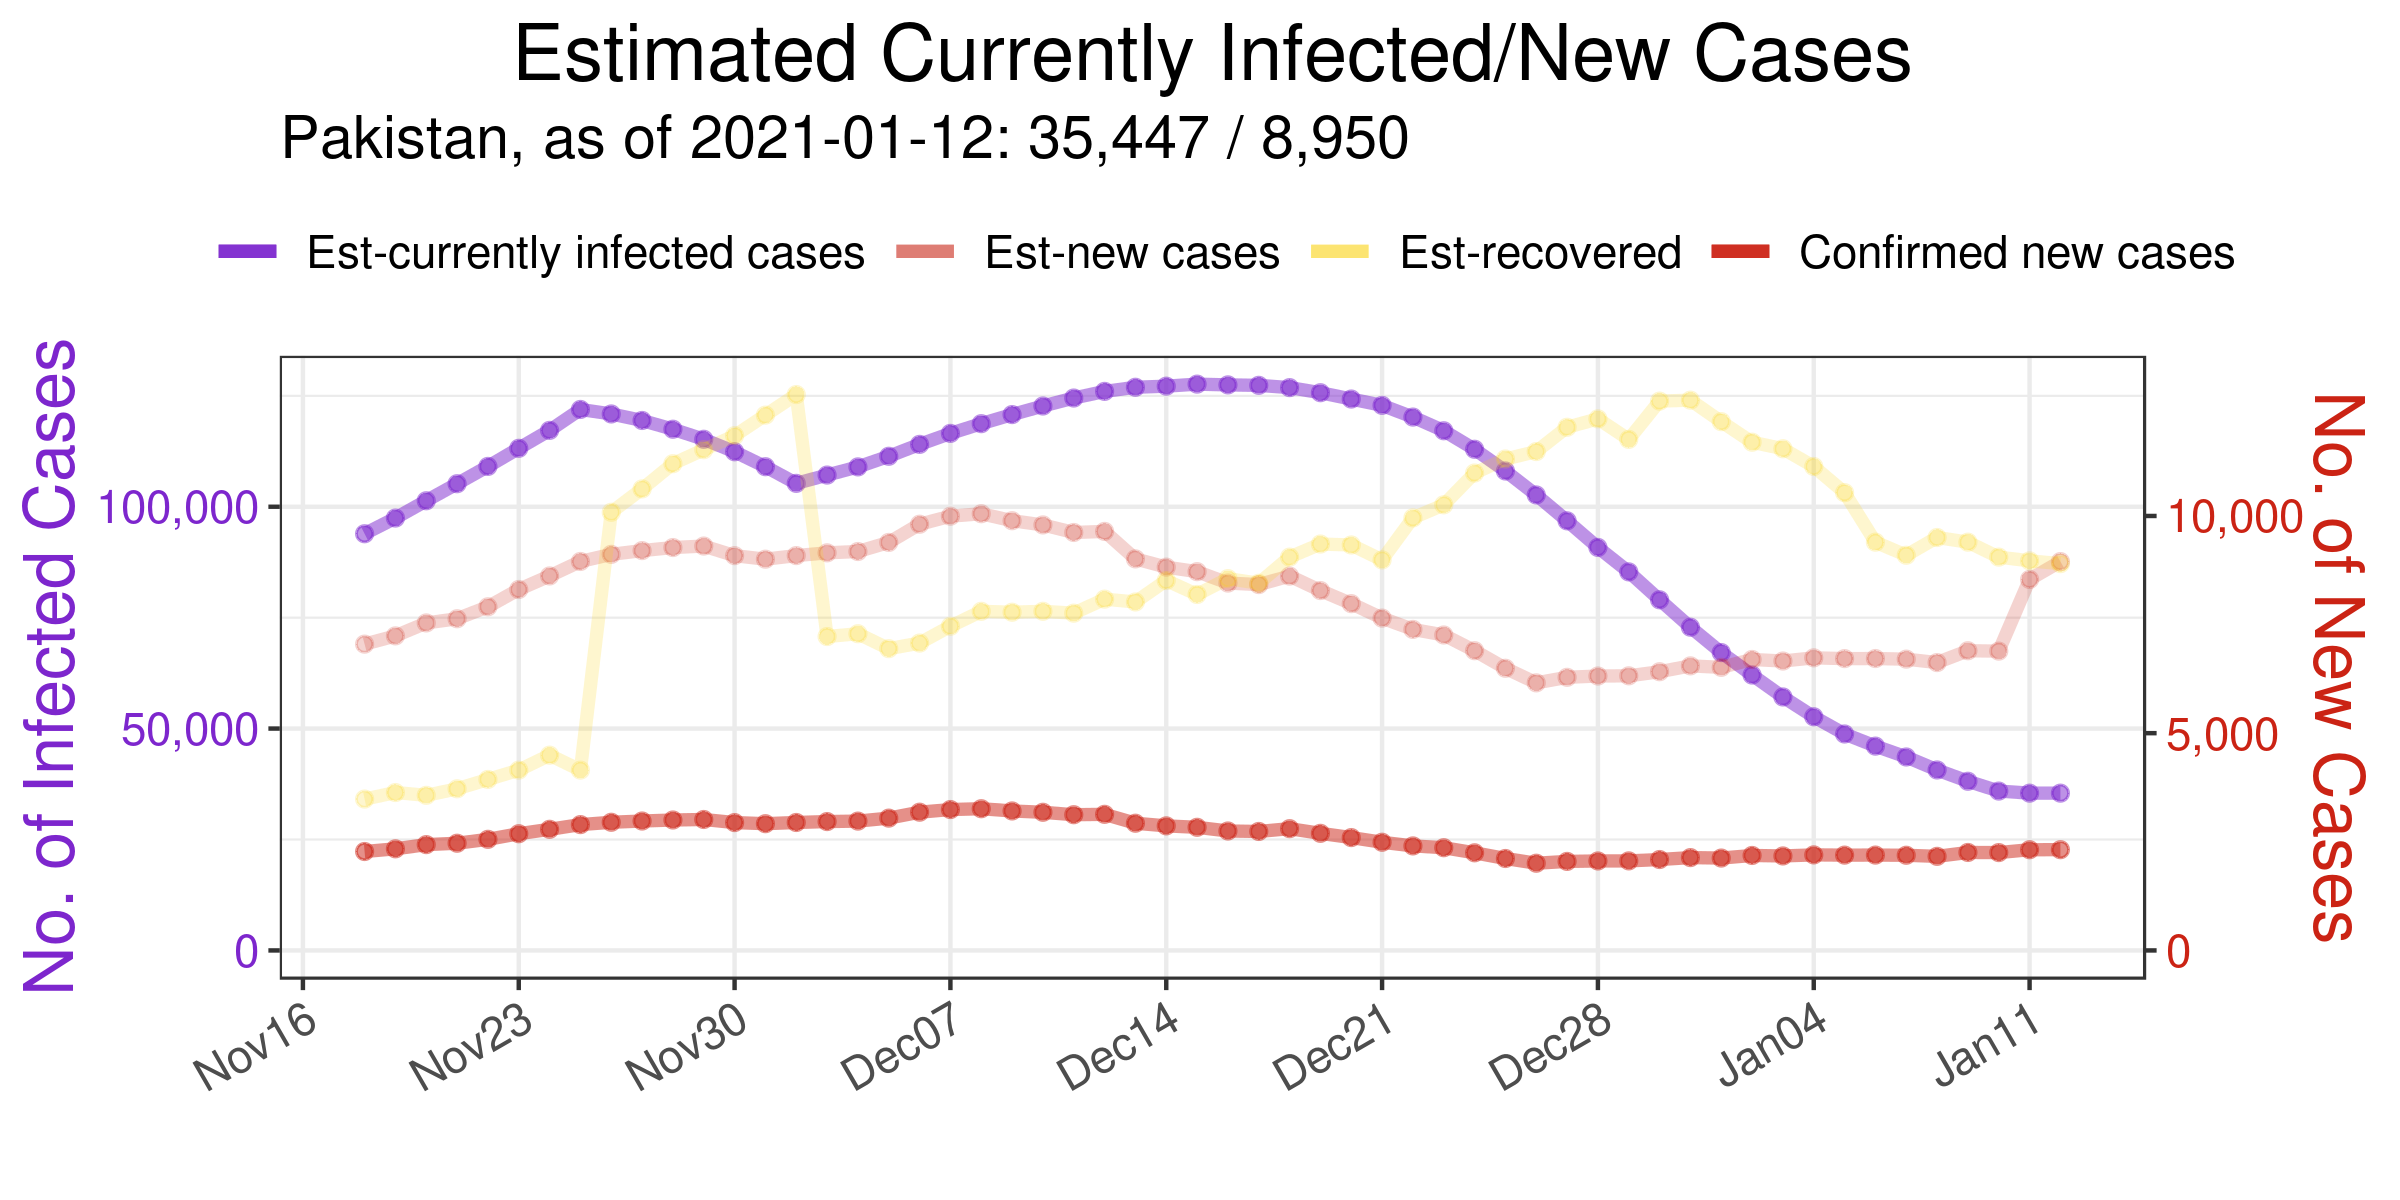 Estimated Currently Infected/New Cases
Pakistan, as of 2021-01-12: 35,447 / 8,950
Est-currently infected cases
Est-new cases
Est-recovered
Confirmed new cases
No. of Infected Cases
100,000
50,000
0
10,000
5,000
0
No. of New Cases
Nov16
Nov23
Nov30
Dec07
Dec14
Dec21
Dec28
Jan04
Jan11